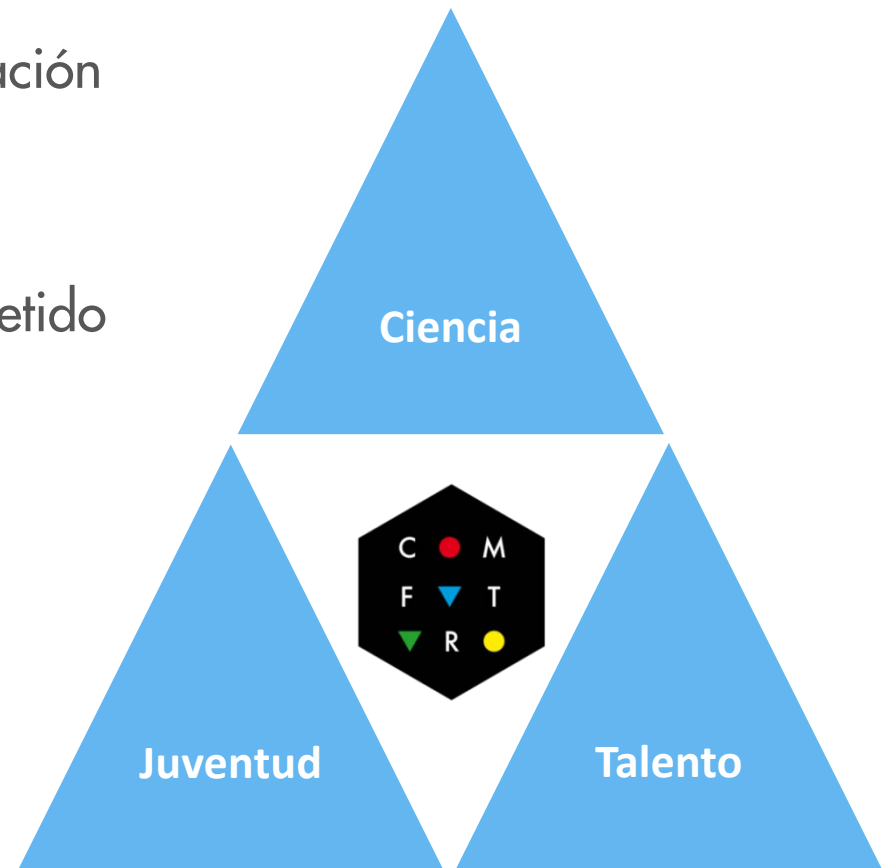 ación
etido
Ciencia
C M
F T
R
Juventud
Talento